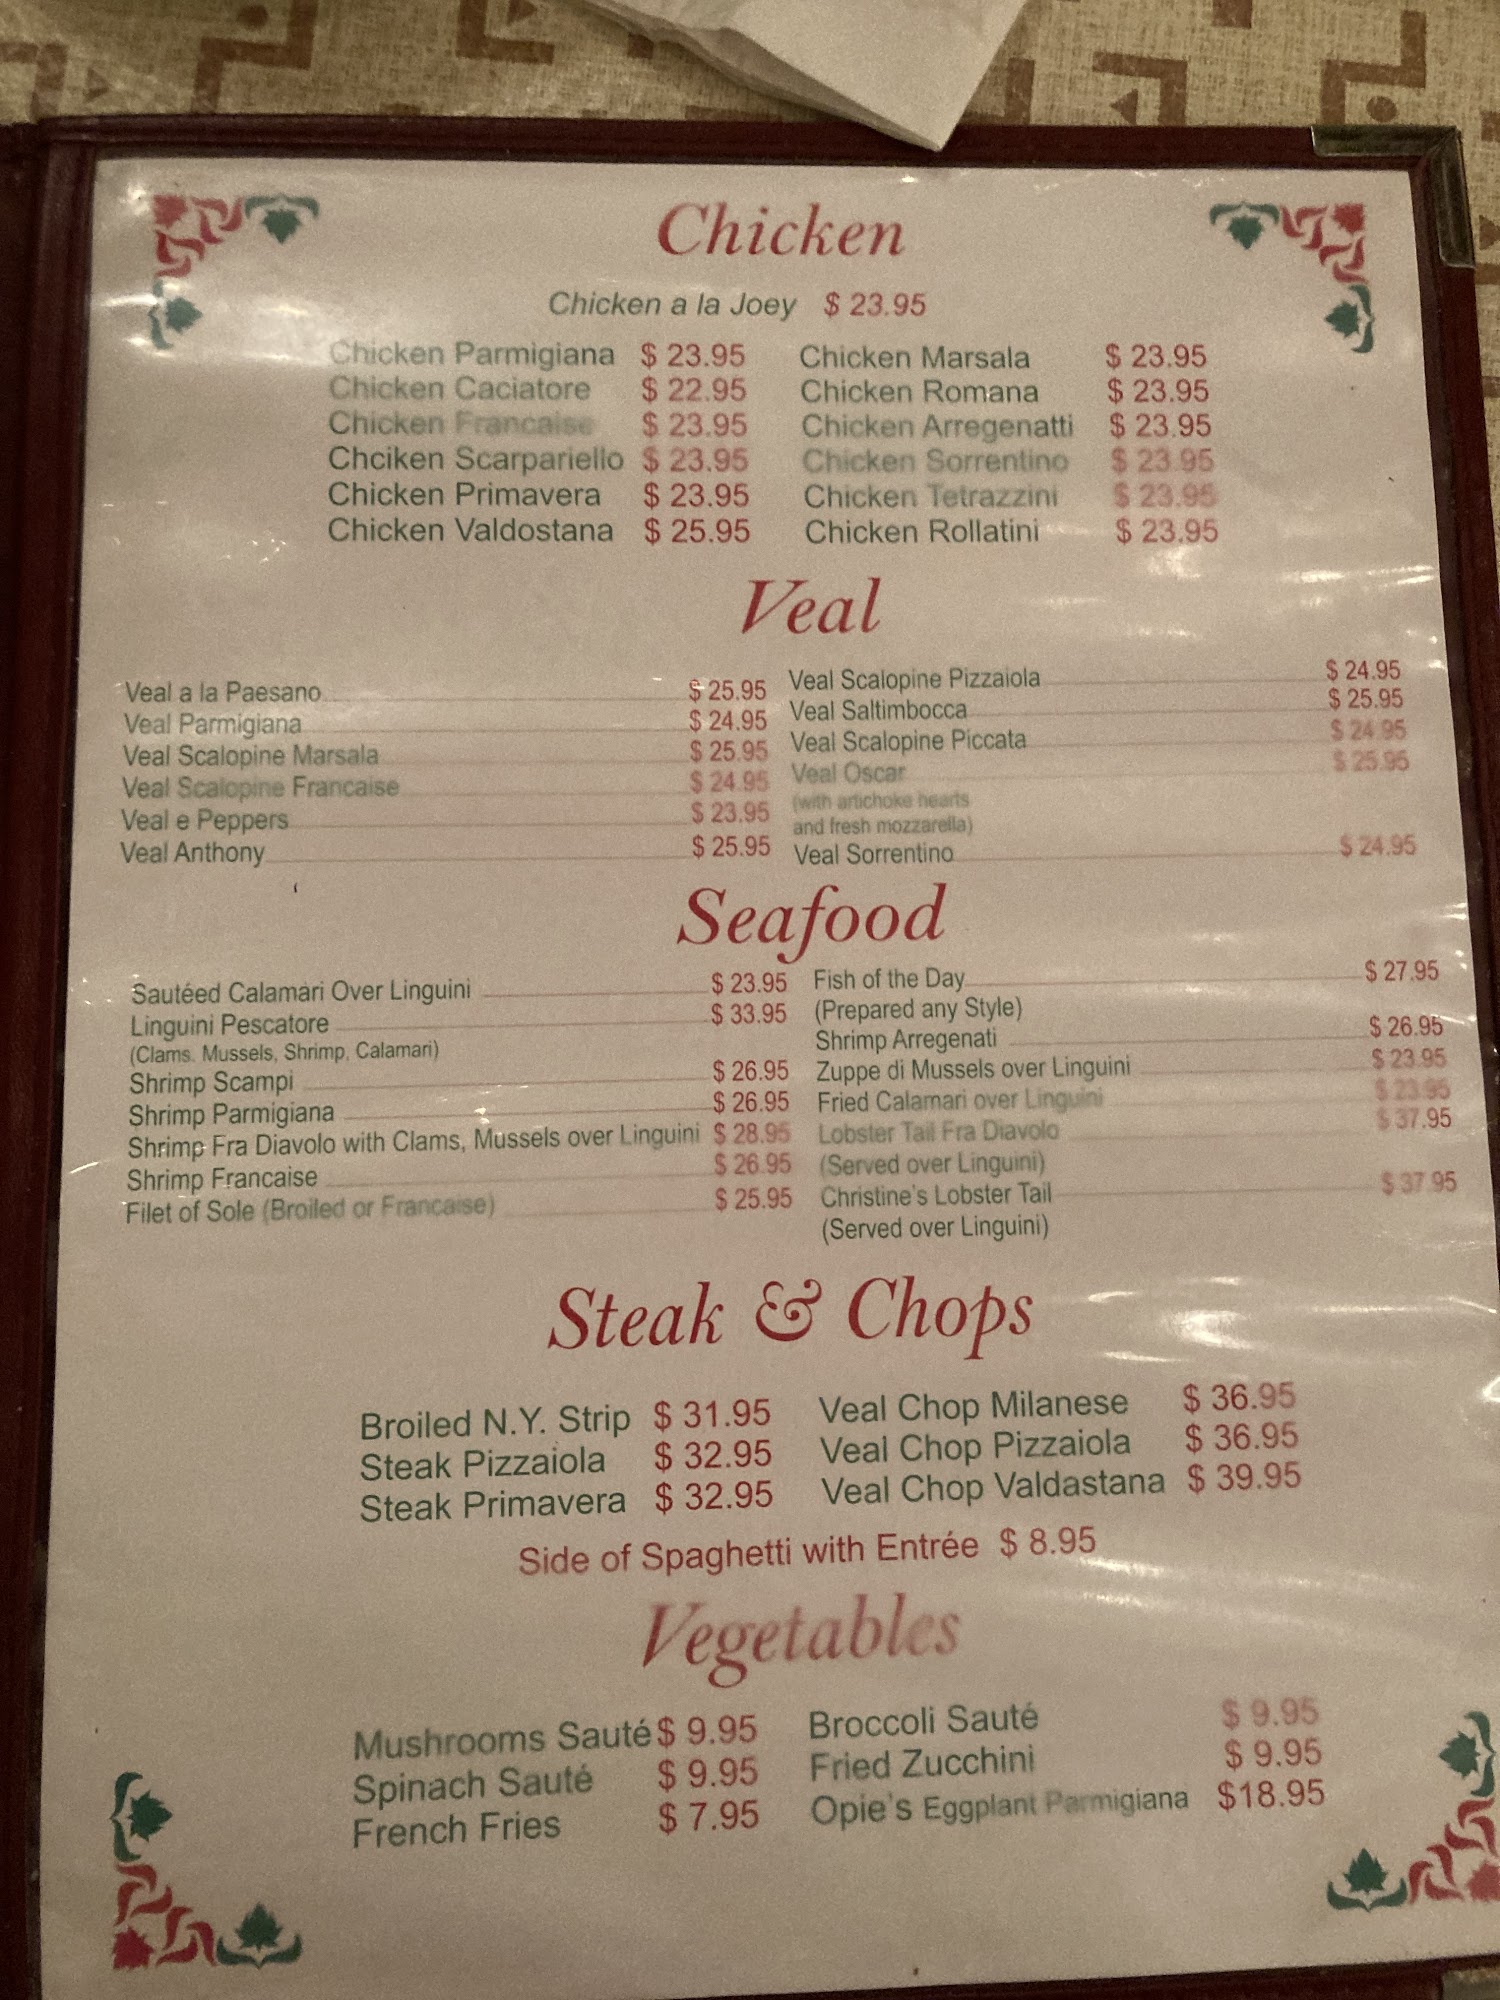 Chicken
Chicken a la Joey $ 23.95
Chicken Parmigiana $ 23.95
Chicken Caciatore $ 22.95
Chicken Francaise $ 23.95
Chciken Scarpariello $ 23.95
Chicken Primavera $ 23.95
Chicken Valdostana $ 25.95
Chicken Marsala $ 23.95
Chicken Romana $ 23.95
Chicken Arregenatti $ 23.95
Chicken Sorrentino $ 23.95
Chicken Tetrazzini $ 23.95
Chicken Rollatini $ 23.95
Veal
Veal a la Paesano $ 25.95
Veal Parmigiana $ 24.95
Veal Scalopine Marsala $ 25.95
Veal Scalopine Francaise $ 24.95
Veal e Peppers $ 23.95
Veal Anthony $ 25.95
Veal Scalopine Pizzaiola $ 24.95
Veal Saltimbocca $ 25.95
Veal Scalopine Piccata $ 24.95
Veal Oscar $ 25.95
(with artichoke hearts
and fresh mozzarella)
Veal Sorrentino $ 24.95
Seafood
Sautéed Calamari Over Linguini $ 23.95
Linguini Pescatore $ 33.95
(Clams. Mussels, Shrimp, Calamari)
Shrimp Scampi $ 26.95
Shrimp Parmigiana $ 26.95
Shrimp Fra Diavolo with Clams, Mussels over Linguini $ 28.95
Shrimp Francaise $ 26.95
Filet of Sole (Broiled or Francaise) $ 25.95
Fish of the Day $ 27.95
(Prepared any Style)
Shrimp Arregenati $ 26.95
Zuppe di Mussels over Linguini $ 23.95
Fried Calamari over Linguini $ 23.95
Lobster Tail Fra Diavolo $ 37.95
(Served over Linguini)
Christine's Lobster Tail $ 37.95
(Served over Linguini)
Steak & Chops
Broiled N.Y. Strip $ 31.95
Steak Pizzaiola $ 32.95
Steak Primavera $ 32.95
Veal Chop Milanese $ 36.95
Veal Chop Pizzaiola $ 36.95
Veal Chop Valdastana $ 39.95
Side of Spaghetti with Entrée $ 8.95
Vegetables
Mushrooms Sauté $ 9.95
Spinach Sauté $ 9.95
French Fries $ 7.95
Broccoli Sauté $ 9.95
Fried Zucchini $ 9.95
Opie's Eggplant Parmigiana $18.95